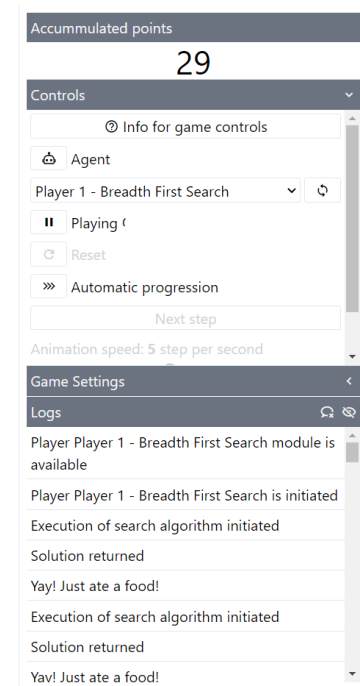 Accummulated points
29
Controls
Info for game controls
Agent
Player 1 - Breadth First Search
Playing
Reset
Automatic progression
Next step
Animation speed: 5 step per second
Game Settings
Logs
Player Player 1 - Breadth First Search module is
available
Player Player 1 - Breadth First Search is initiated
Execution of search algorithm initiated
Solution returned
Yay! Just ate a food!
Execution of search algorithm initiated
Solution returned
Yay! Just ate a food!